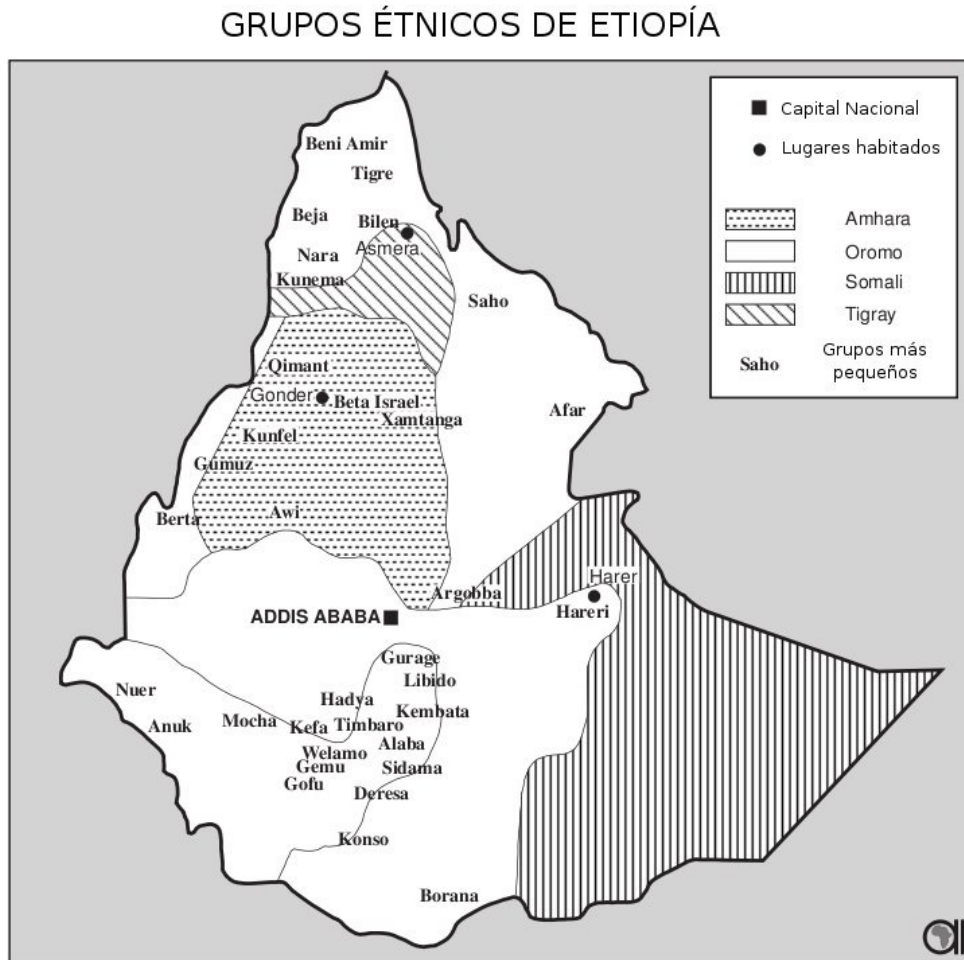 GRUPOS ÉTNICOS DE ETIOPÍA
Capital Nacional
Lugares habitados
Amhara
Oromo
Somali
Tigray
Saho
Grupos más
pequeños
Beni Amir
Tigre
Beja
Bilen
Asmera
Nara
Kunema
Saho
Qimant
Gonder
Beta Israel
Xamtanga
Afar
Kunfel
Gumuz
Awi
Berta
Argobba
Harer
Hareri
ADDIS ABABA
Gurage
Libido
Nuer
Hadya
Kembata
Anuk
Mocha
Kefa
Timbaro
Alaba
Welamo
Gemu
Sidama
Gofu
Deresa
Konso
Borana